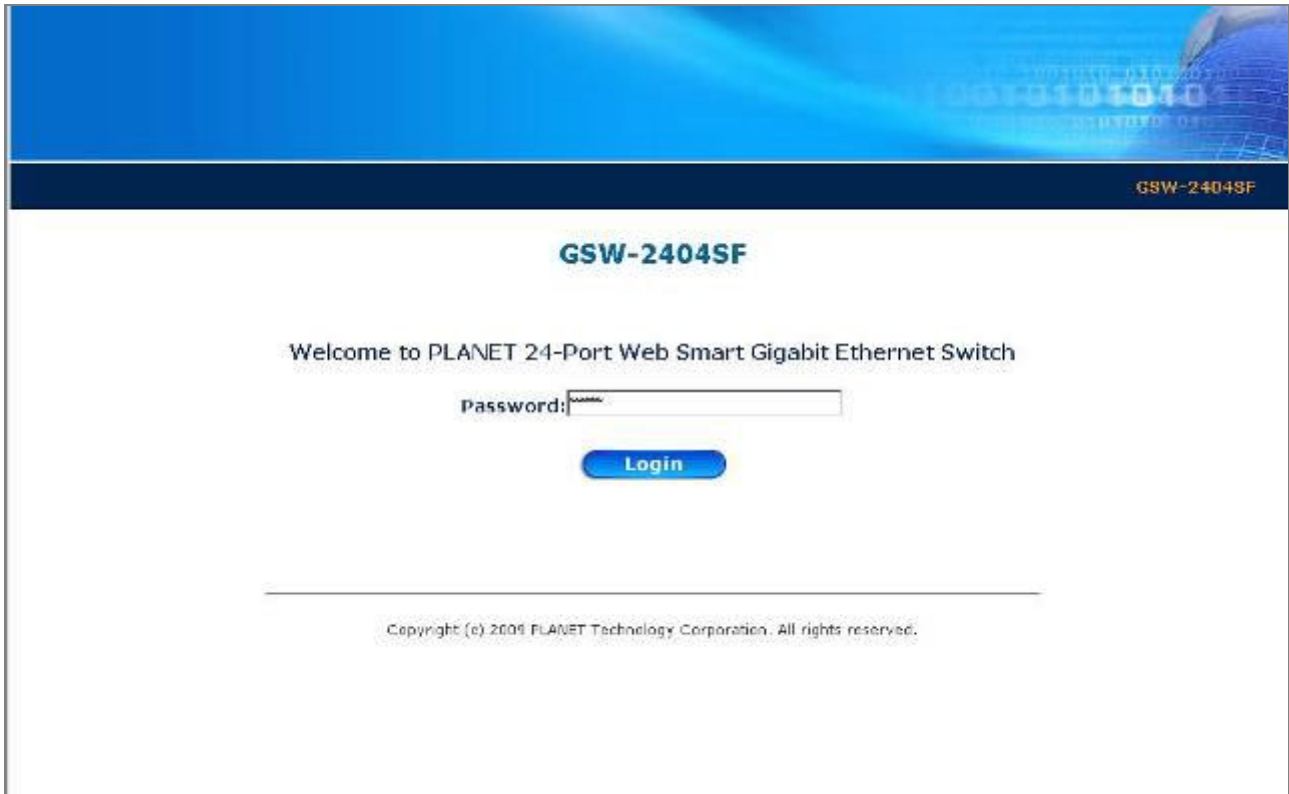 10101010
GSW-2404SF
GSW-2404SF
Welcome to PLANET 24-Port Web Smart Gigabit Ethernet Switch
Password:
Login
Copyright (c) 2009 PLANET Technology Corporation. All rights reserved.